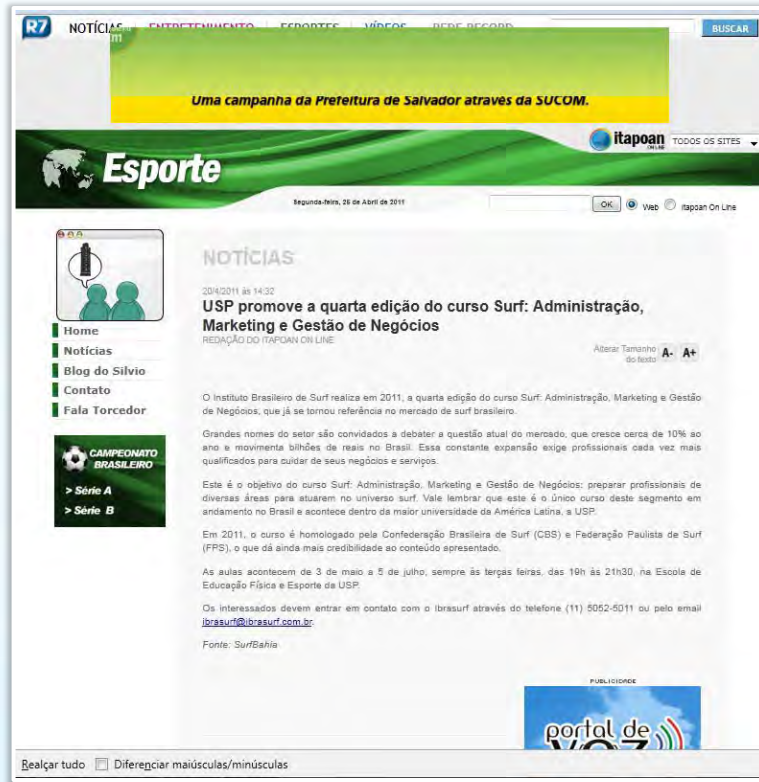 R7 NOTÍCIAS ENTRETENIMENTO ESPORTES VÍDEOS REDE RECORD BUSCAR
Uma campanha da Prefeitura de Salvador através da SUCOM.
itapoan ON LINE TODOS OS SITES
Esporte
Segunda-feira, 25 de Abril de 2011 OK Web Itapoan On Line
NOTÍCIAS
20/4/2011 às 14:32
USP promove a quarta edição do curso Surf: Administração,
Marketing e Gestão de Negócios
REDAÇÃO DO ITAPOAN ON LINE
Alterar Tamanho
do texto A- A+
Home
Notícias
Blog do Silvio
Contato
Fala Torcedor
CAMPEONATO
BRASILEIRO
> Série A
> Série B
O Instituto Brasileiro de Surf realiza em 2011, a quarta edição do curso Surf: Administração, Marketing e Gestão
de Negócios, que já se tornou referência no mercado de surf brasileiro.
Grandes nomes do setor são convidados a debater a questão atual do mercado, que cresce cerca de 10% ao
ano e movimenta bilhões de reais no Brasil. Essa constante expansão exige profissionais cada vez mais
qualificados para cuidar de seus negócios e serviços.
Este é o objetivo do curso Surf: Administração, Marketing e Gestão de Negócios: preparar profissionais de
diversas áreas para atuarem no universo surf. Vale lembrar que este é o único curso deste segmento em
andamento no Brasil e acontece dentro da maior universidade da América Latina, a USP.
Em 2011, o curso é homologado pela Confederação Brasileira de Surf (CBS) e Federação Paulista de Surf
(FPS), o que dá ainda mais credibilidade ao conteúdo apresentado.
As aulas acontecem de 3 de maio a 5 de julho, sempre às terças feiras, das 19h às 21h30, na Escola de
Educação Física e Esporte da USP.
Os interessados devem entrar em contato com o Ibrasurf através do telefone (11) 5052-5011 ou pelo email
ibrasurf@ibrasurf.com.br.
Fonte: SurfBahia
PUBLICIDADE
portal de
VOZ
Realçar tudo Diferenciar maiúsculas/minúsculas